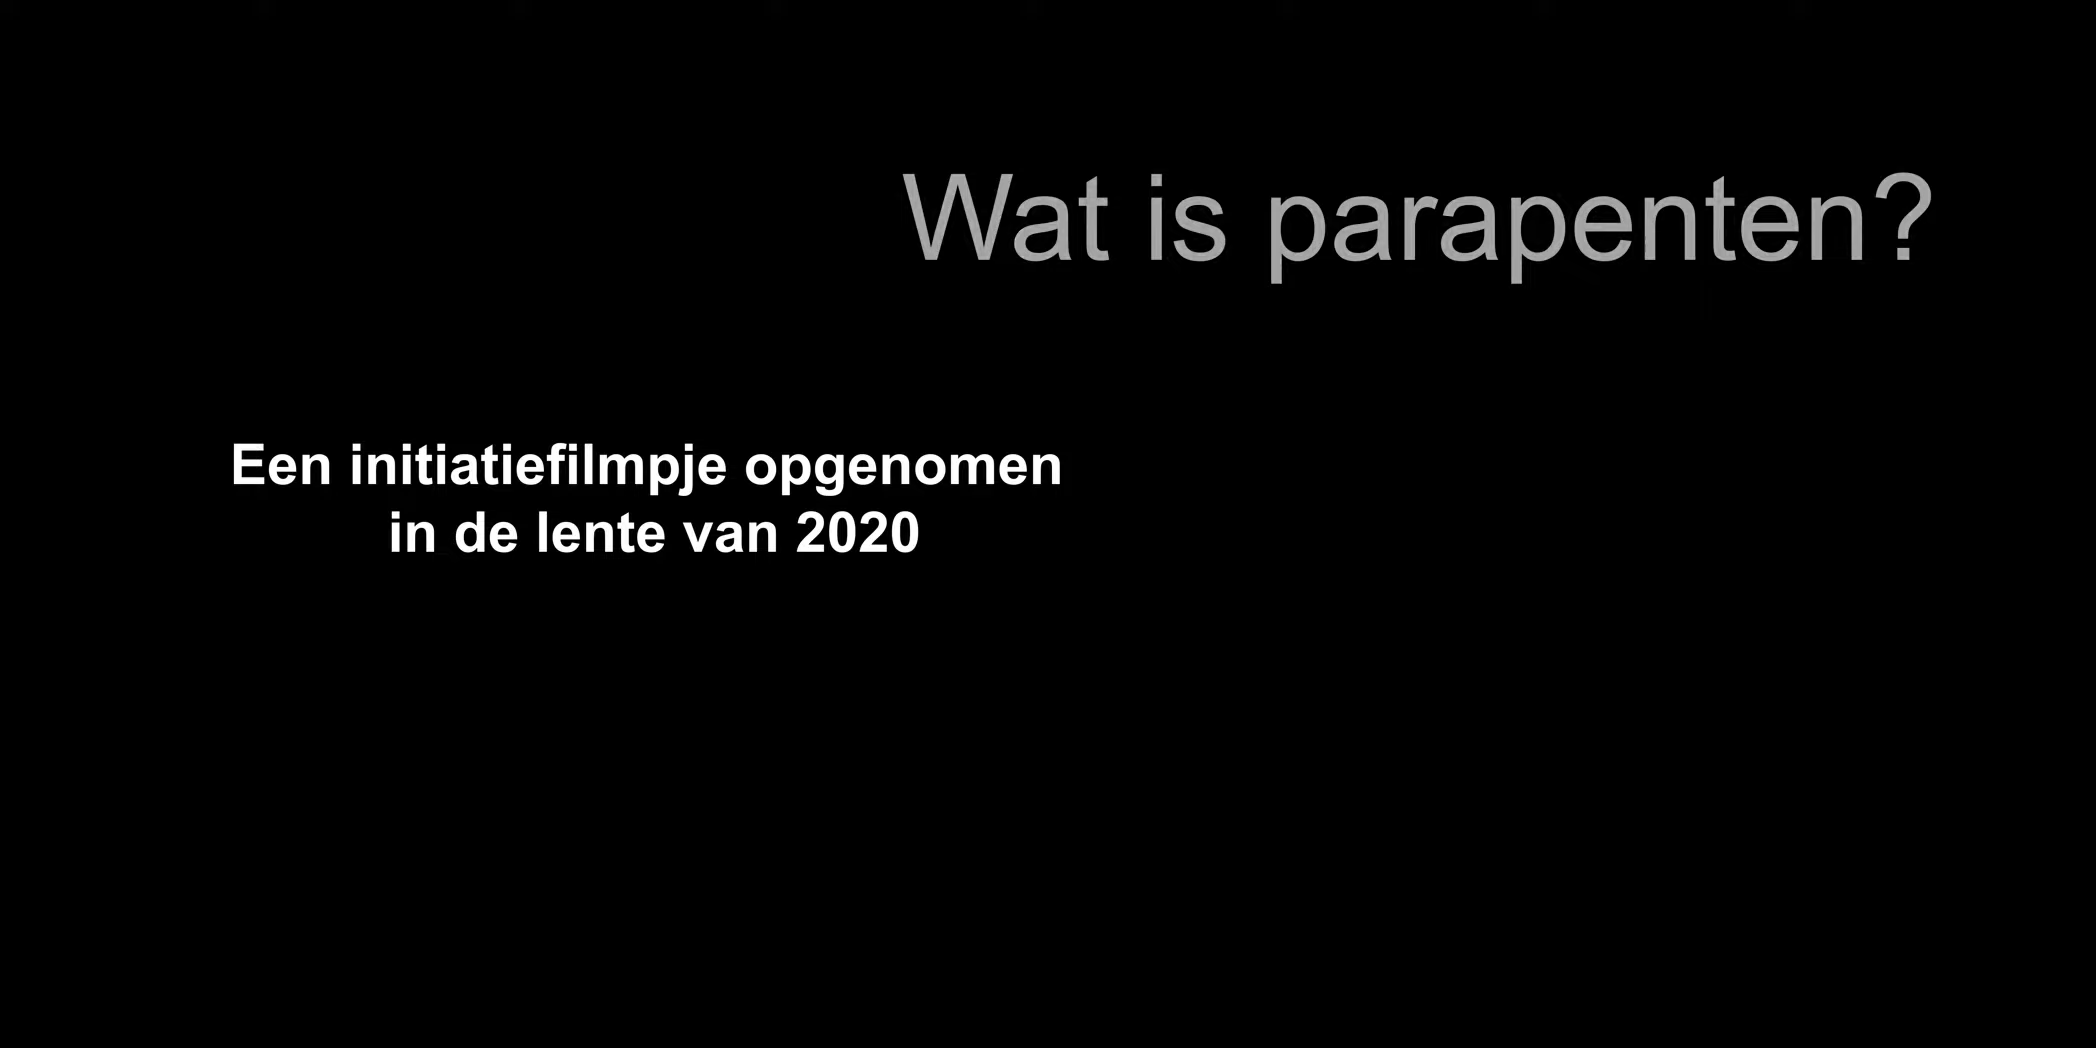 Wat is parapenten?
Een initiatiefilmpje opgenomen
in de lente van 2020